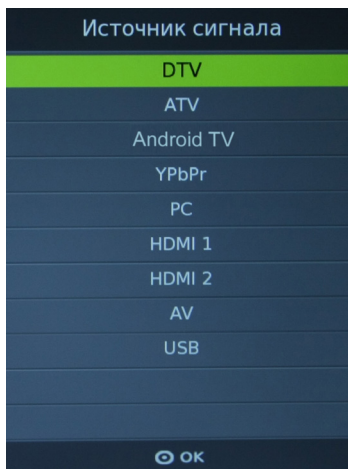 Источник сигнала
DTV
ATV
Android TV
YPbPr
PC
HDMI 1
HDMI 2
AV
USB
OK